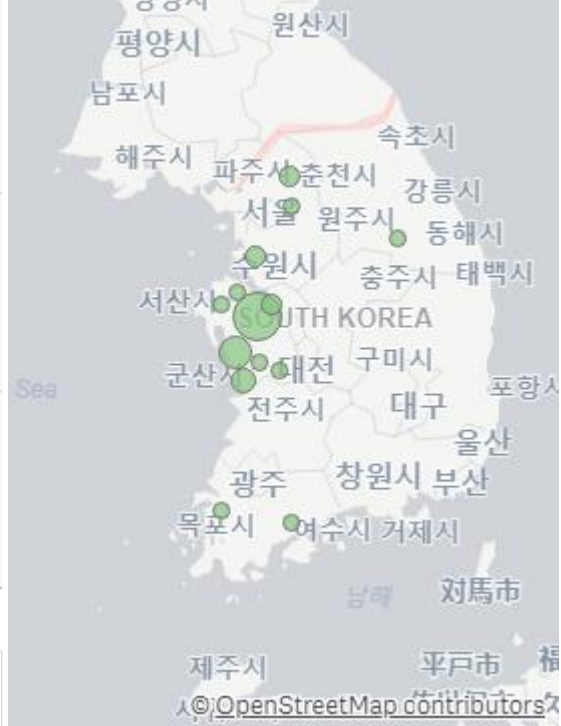 원산시
평양시
남포시
속초시
해주시
파주시
춘천시
강릉시
서울
원주시
동해시
수원시
충주시
태백시
서산시
SOUTH KOREA
군산시
대전
구미시
Sea
포항시
전주시
대구
울산
광주
창원시
부산
목포시
여수시
거제시
남해
対馬市
제주시
平戸市
福
©OpenStreetMap contributors